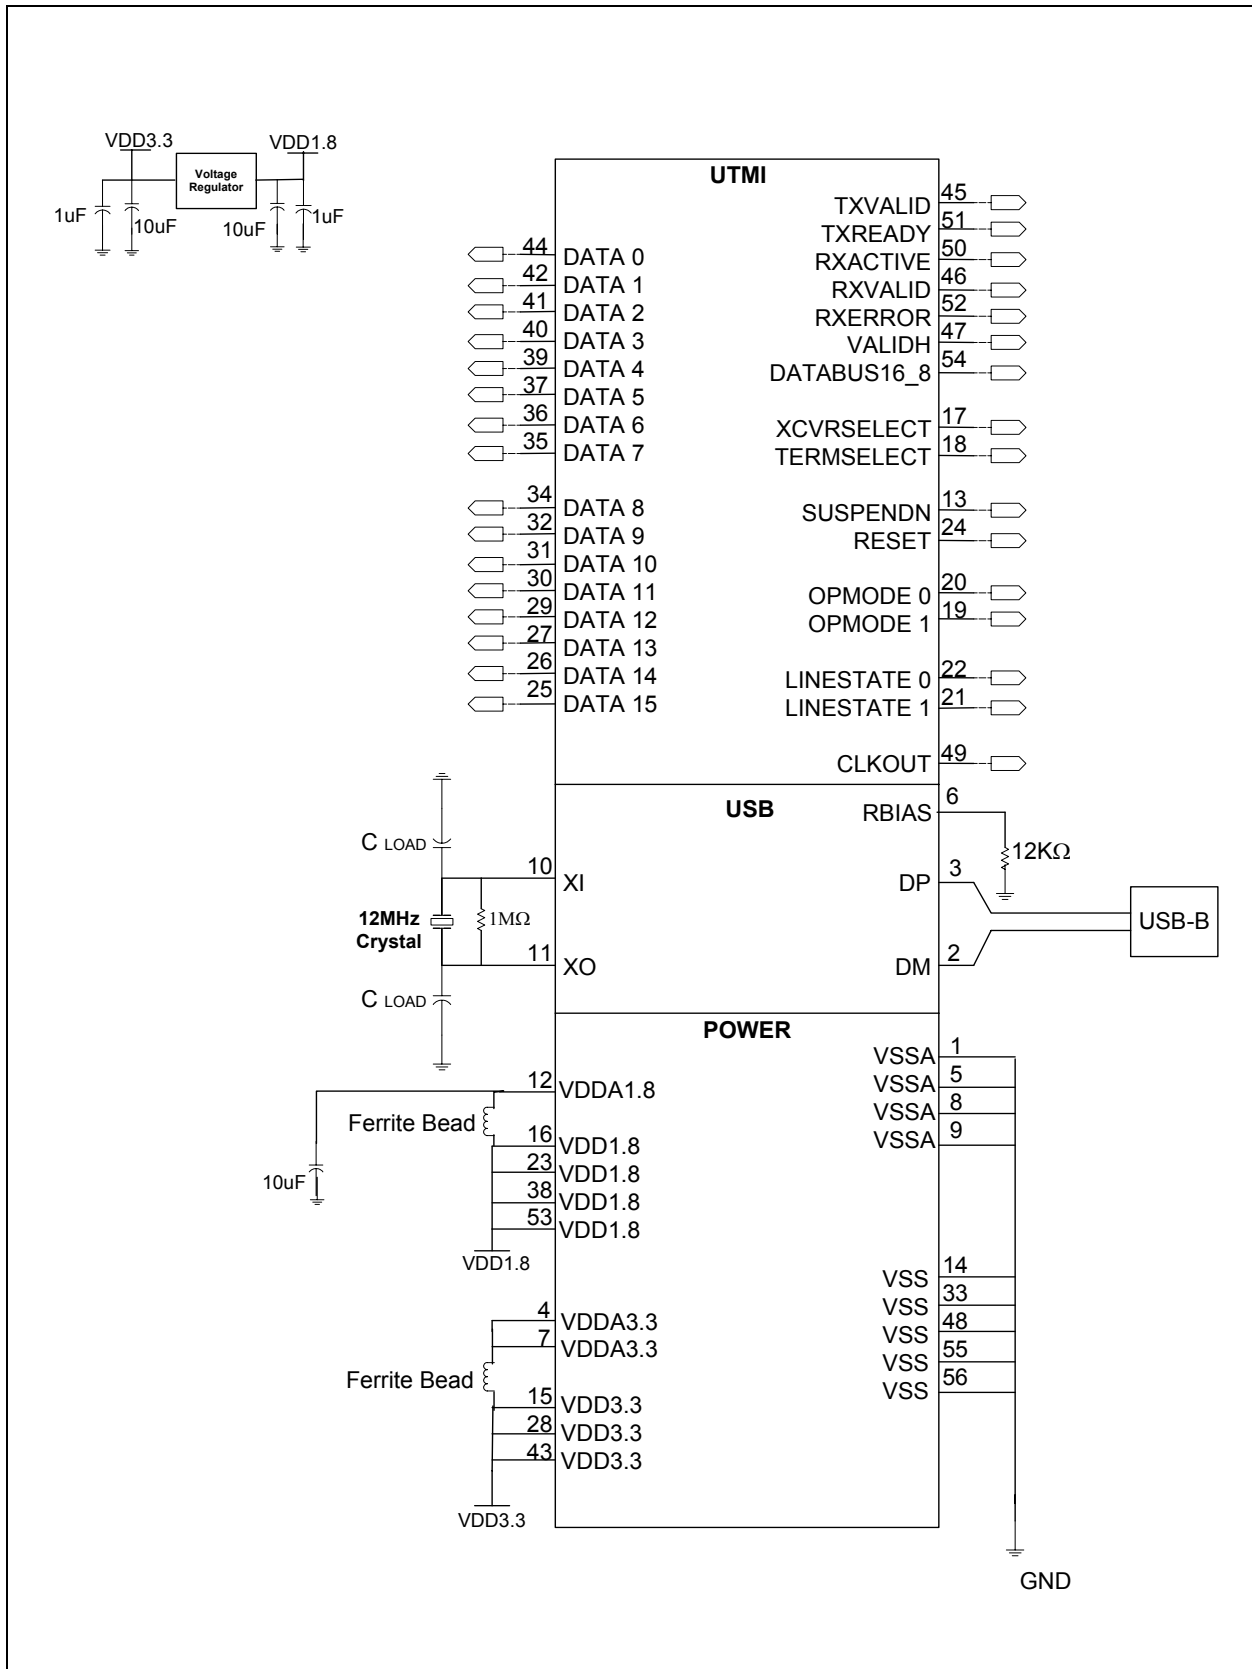 VDD3.3
VDD1.8
Voltage
Regulator
1uF
10uF
10uF
1uF
UTMI
44 DATA 0
42 DATA 1
41 DATA 2
40 DATA 3
39 DATA 4
37 DATA 5
36 DATA 6
35 DATA 7
34 DATA 8
32 DATA 9
31 DATA 10
30 DATA 11
29 DATA 12
27 DATA 13
26 DATA 14
25 DATA 15
TXVALID 45
TXREADY 51
RXACTIVE 50
RXVALID 46
RXERROR 52
VALIDH 47
DATABUS16_8 54
XCVRSELECT 17
TERMSELECT 18
SUSPENDN 13
RESET 24
OPMODE 0 20
OPMODE 1 19
LINESTATE 0 22
LINESTATE 1 21
CLKOUT 49
USB
C LOAD
10 XI
12MHz
Crystal
1MΩ
11 XO
C LOAD
RBIAS 6
12KΩ
DP 3
DM 2
USB-B
POWER
12 VDDA1.8
Ferrite Bead
16 VDD1.8
23 VDD1.8
38 VDD1.8
53 VDD1.8
10uF
VDD1.8
4 VDDA3.3
7 VDDA3.3
Ferrite Bead
15 VDD3.3
28 VDD3.3
43 VDD3.3
VDD3.3
VSSA 1
VSSA 5
VSSA 8
VSSA 9
VSS 14
VSS 33
VSS 48
VSS 55
VSS 56
GND